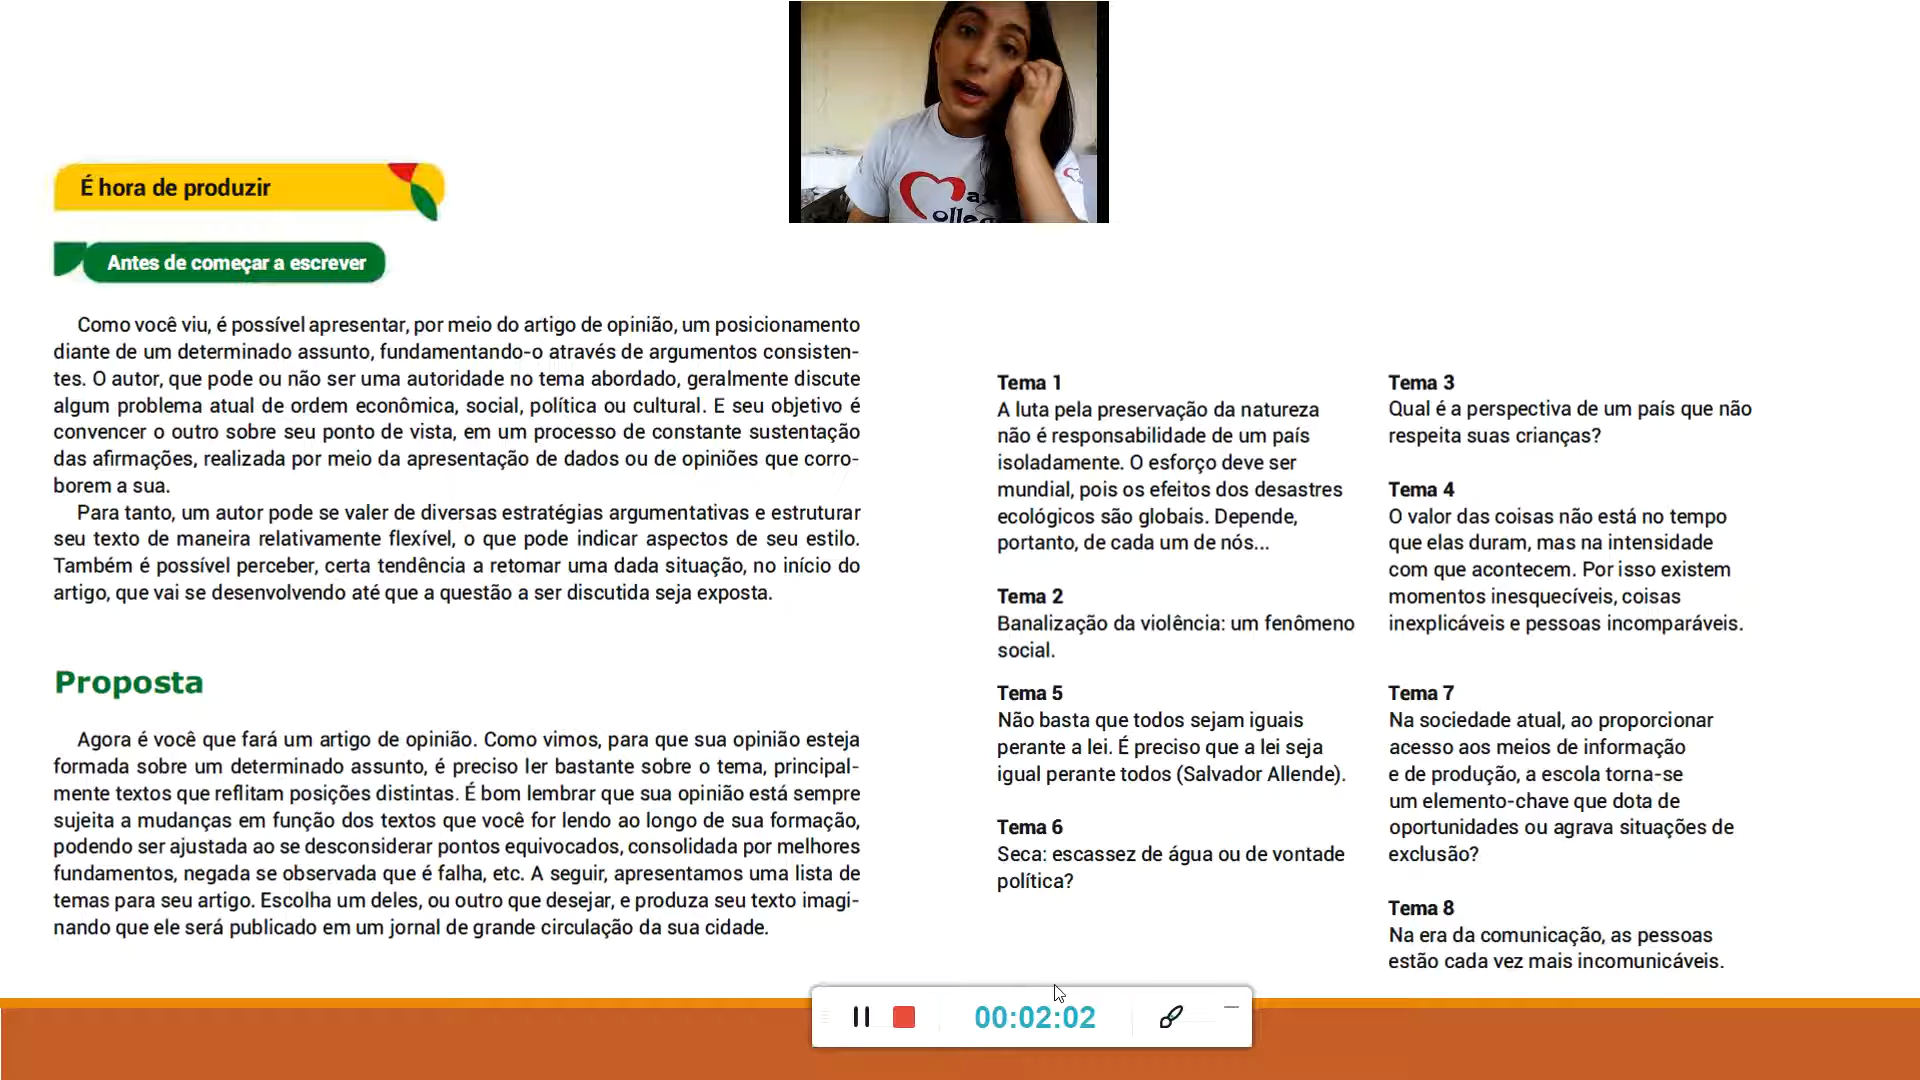 É hora de produzir
Antes de começar a escrever
Como você viu, é possível apresentar, por meio do artigo de opinião, um posicionamento
diante de um determinado assunto, fundamentando-o através de argumentos consisten-
tes. O autor, que pode ou não ser uma autoridade no tema abordado, geralmente discute
algum problema atual de ordem econômica, social, política ou cultural. E seu objetivo é
convencer o outro sobre seu ponto de vista, em um processo de constante sustentação
das afirmações, realizada por meio da apresentação de dados ou de opiniões que corro-
borem a sua.
Para tanto, um autor pode se valer de diversas estratégias argumentativas e estruturar
seu texto de maneira relativamente flexível, o que pode indicar aspectos de seu estilo.
Também é possível perceber, certa tendência a retomar uma dada situação, no início do
artigo, que vai se desenvolvendo até que a questão a ser discutida seja exposta.
Proposta
Agora é você que fará um artigo de opinião. Como vimos, para que sua opinião esteja
formada sobre um determinado assunto, é preciso ler bastante sobre o tema, principal-
mente textos que reflitam posições distintas. É bom lembrar que sua opinião está sempre
sujeita a mudanças em função dos textos que você for lendo ao longo de sua formação,
podendo ser ajustada ao se desconsiderar pontos equivocados, consolidada por melhores
fundamentos, negada se observada que é falha, etc. A seguir, apresentamos uma lista de
temas para seu artigo. Escolha um deles, ou outro que desejar, e produza seu texto imagi-
nando que ele será publicado em um jornal de grande circulação da sua cidade.
Tema 1
A luta pela preservação da natureza
não é responsabilidade de um país
isoladamente. O esforço deve ser
mundial, pois os efeitos dos desastres
ecológicos são globais. Depende,
portanto, de cada um de nós...
Tema 2
Banalização da violência: um fenômeno
social.
Tema 3
Qual é a perspectiva de um país que não
respeita suas crianças?
Tema 4
O valor das coisas não está no tempo
que elas duram, mas na intensidade
com que acontecem. Por isso existem
momentos inesquecíveis, coisas
inexplicáveis e pessoas incomparáveis.
Tema 5
Não basta que todos sejam iguais
perante a lei. É preciso que a lei seja
igual perante todos (Salvador Allende).
Tema 6
Seca: escassez de água ou de vontade
política?
Tema 7
Na sociedade atual, ao proporcionar
acesso aos meios de informação
e de produção, a escola torna-se
um elemento-chave que dota de
oportunidades ou agrava situações de
exclusão?
Tema 8
Na era da comunicação, as pessoas
estão cada vez mais incomunicáveis.
00:02:02